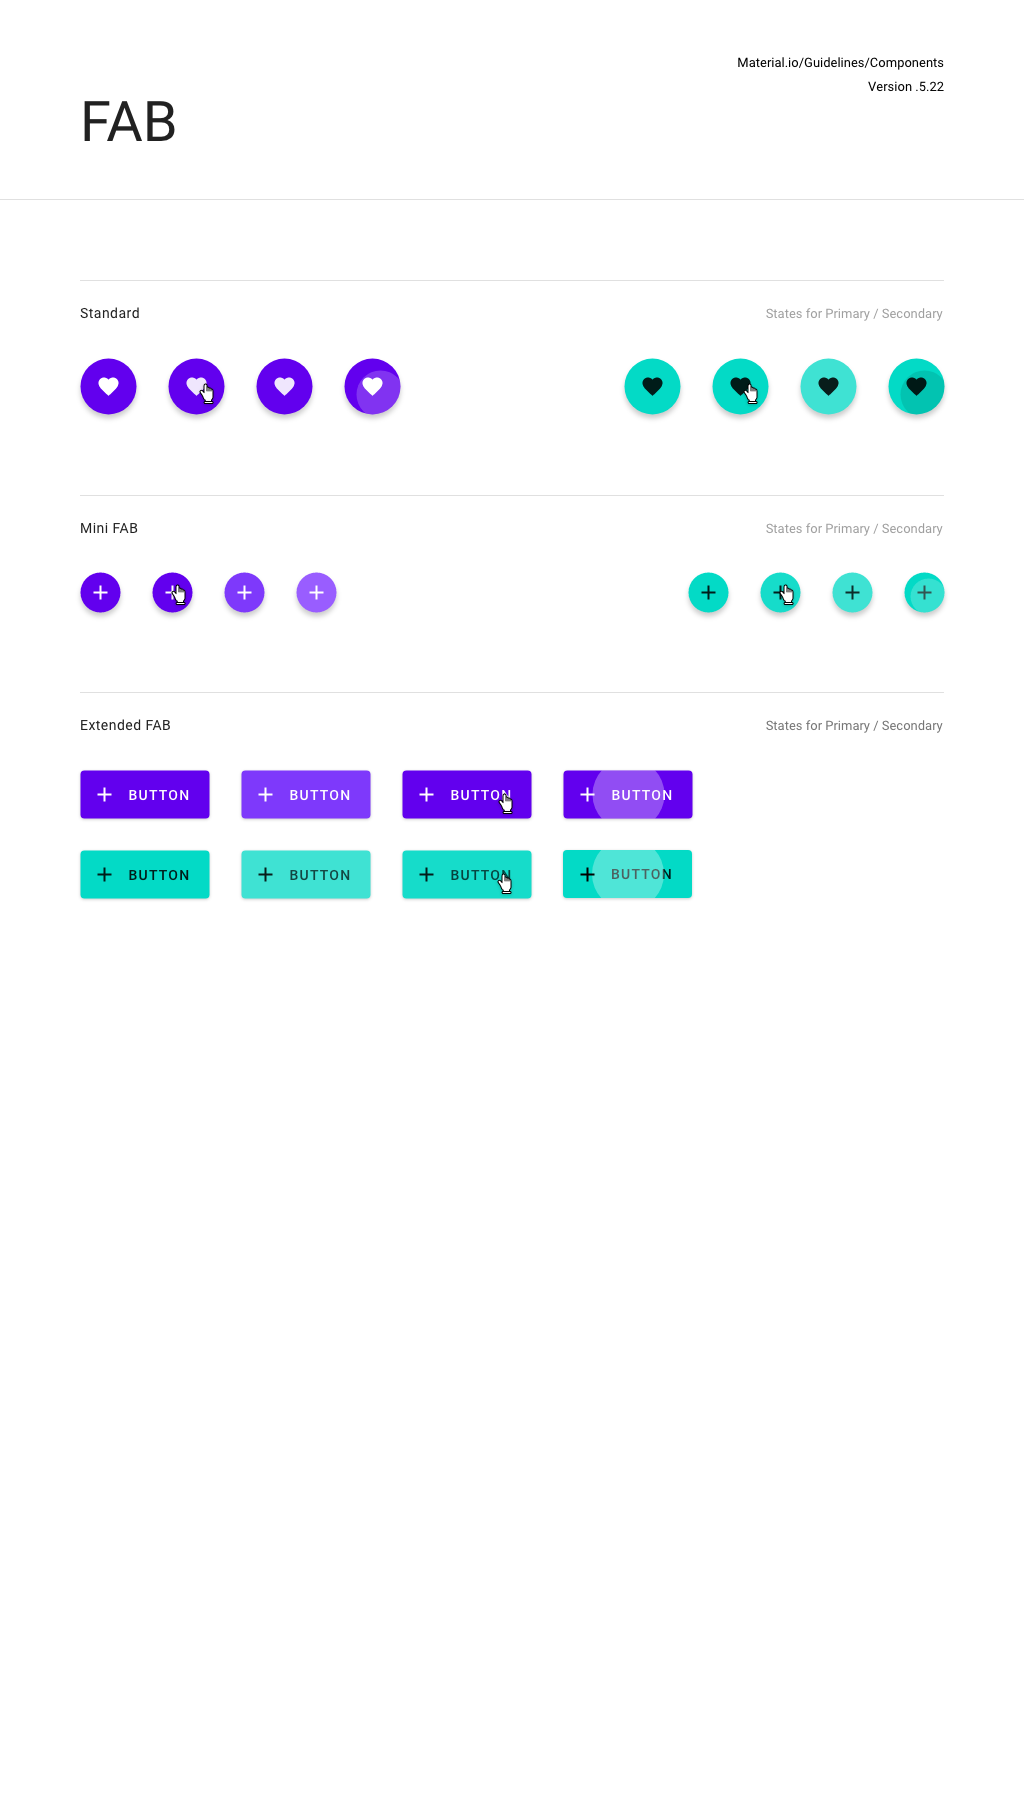 Material.io/Guidelines/Components
Version .5.22
FAB
Standard
States for Primary / Secondary
Mini FAB
States for Primary / Secondary
Extended FAB
States for Primary / Secondary
BUTTON BUTTON BUTTON BUTTON
BUTTON BUTTON BUTTON BUTTON